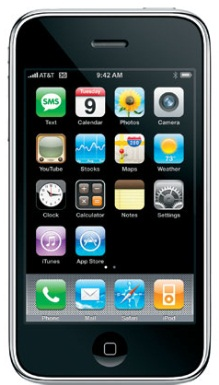 AT&T 3G 9:42 AM
SMS Tuesday 9 73°
Text Calendar Photos Camera
YouTube Stocks Maps Weather
Clock Calculator Notes Settings
iTunes App Store
Phone Mail Safari iPod